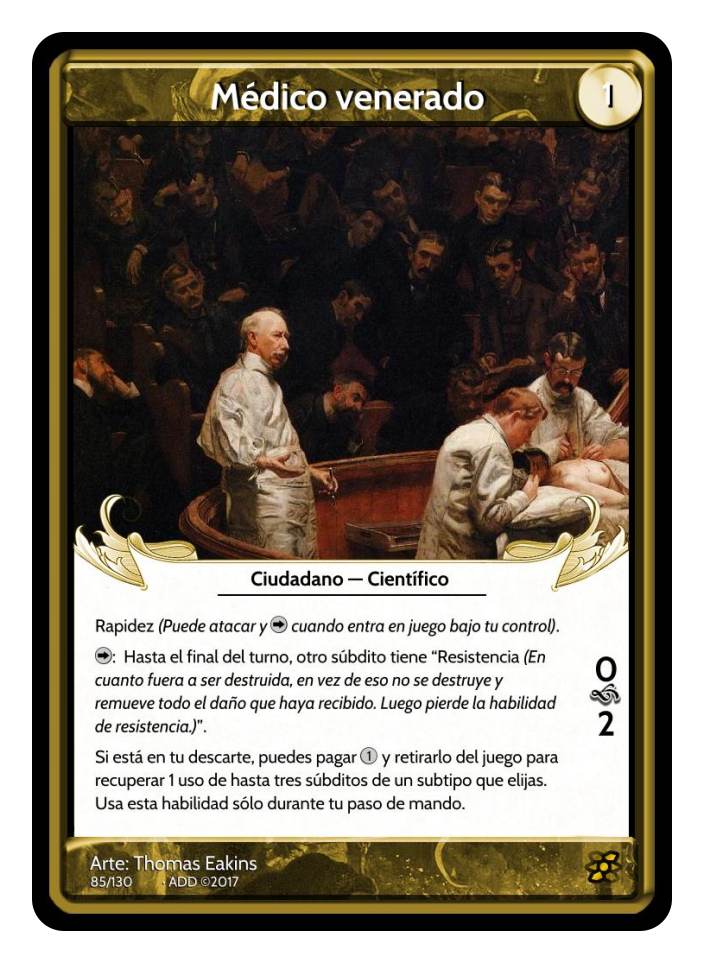 Médico venerado
1
Ciudadano — Científico
Rapidez (Puede atacar y cuando entra en juego bajo tu control).
: Hasta el final del turno, otro súbdito tiene “Resistencia (En
cuanto fuera a ser destruida, en vez de eso no se destruye y
remueve todo el daño que haya recibido. Luego pierde la habilidad
de resistencia.)”.
0
2
Si está en tu descarte, puedes pagar 1 y retirarlo del juego para
recuperar 1 uso de hasta tres súbditos de un subtipo que elijas.
Usa esta habilidad sólo durante tu paso de mando.
Arte: Thomas Eakins
85/130 · ADD ©2017